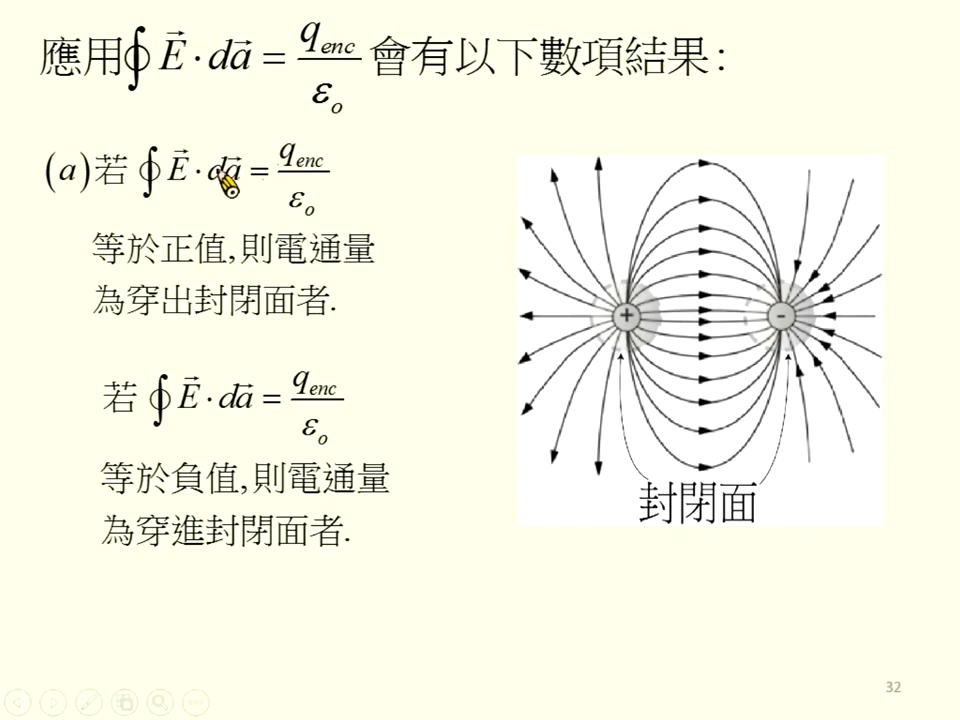 應用∮E⃗·da⃗ = q_enc/ε_o 會有以下數項結果:
(a)若 ∮E⃗·da⃗ = q_enc/ε_o
等於正值,則電通量
為穿出封閉面者.
若 ∮E⃗·da⃗ = q_enc/ε_o
等於負值,則電通量
為穿進封閉面者.
+ -
封閉面
32